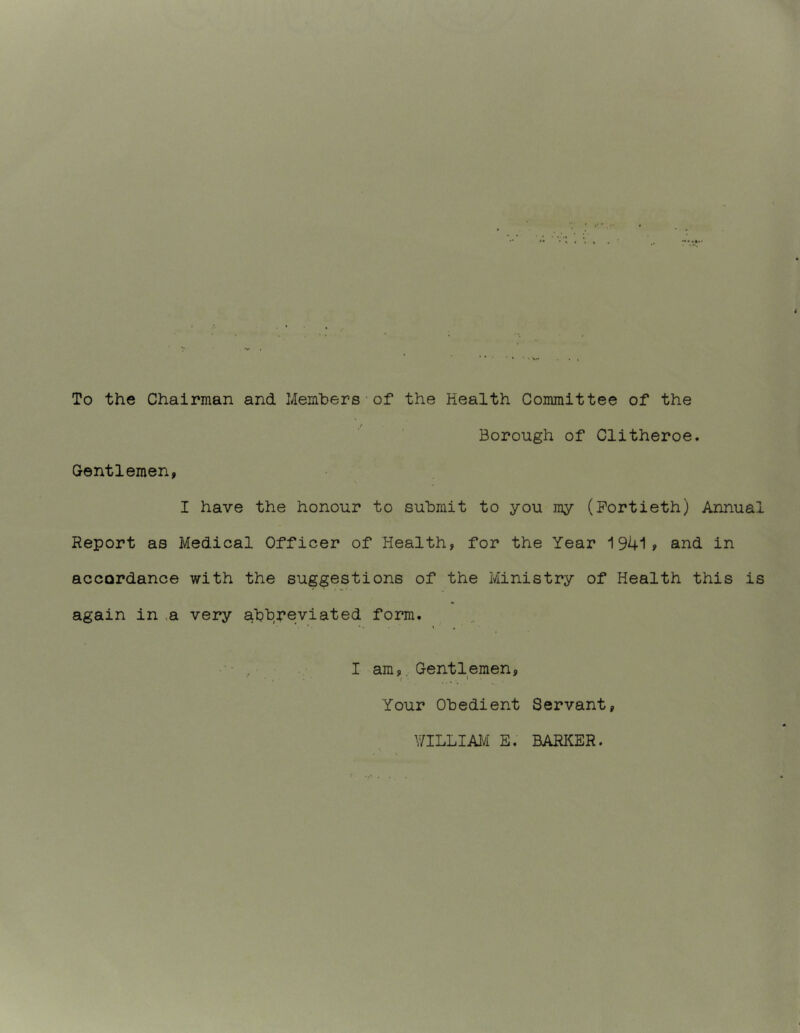 To the Chairman and Members of the Health Committee of the
Borough of Clitheroe.
Gentlemen,
I have the honour to submit to you my (Fortieth) Annual
Report as Medical Officer of Health, for the Year 1941, and in
accordance with the suggestions of the Ministry of Health this is
again in a very abbreviated form.
I am, Gentlemen,
Your Obedient Servant,
WILLIAM E. BARKER.